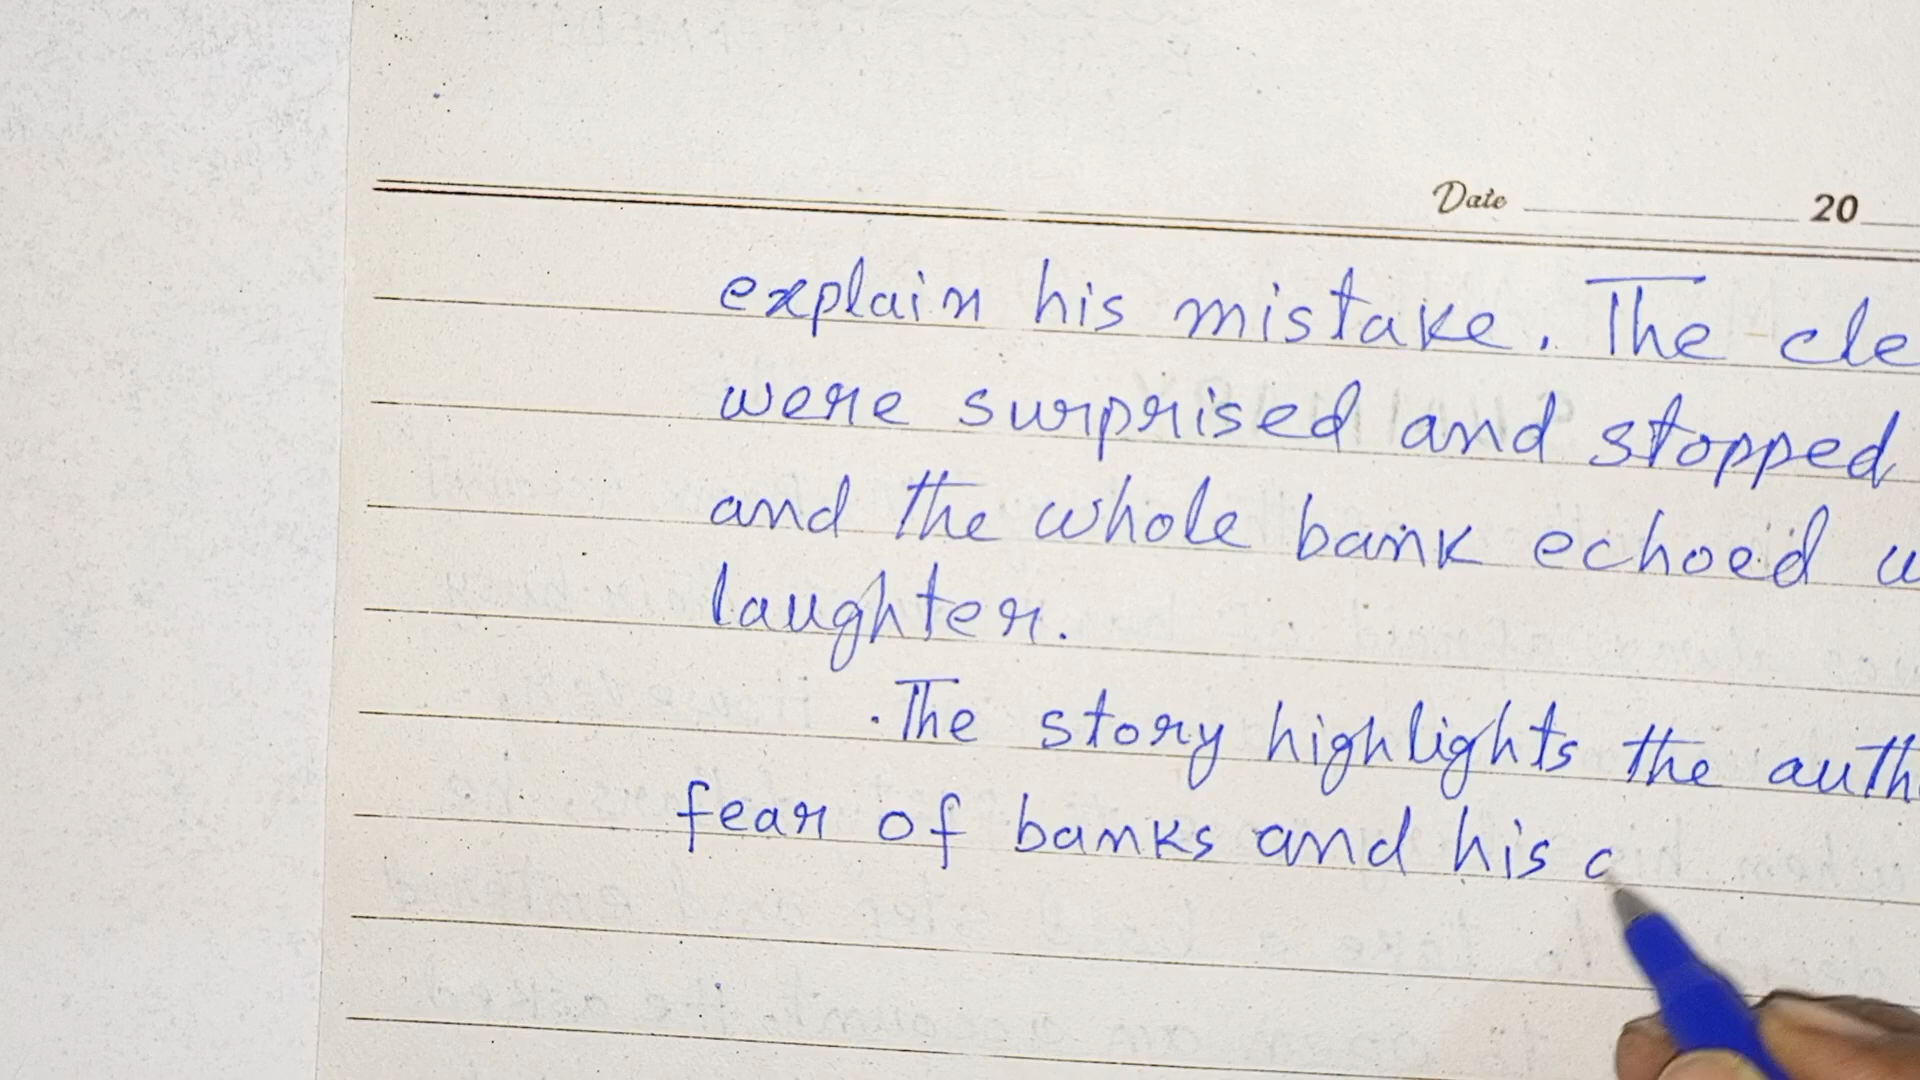 Date 20
explain his mistake. The cle
were surprised and stopped
and the whole bank echoed w
laughter.
The story highlights the auth
fear of banks and his